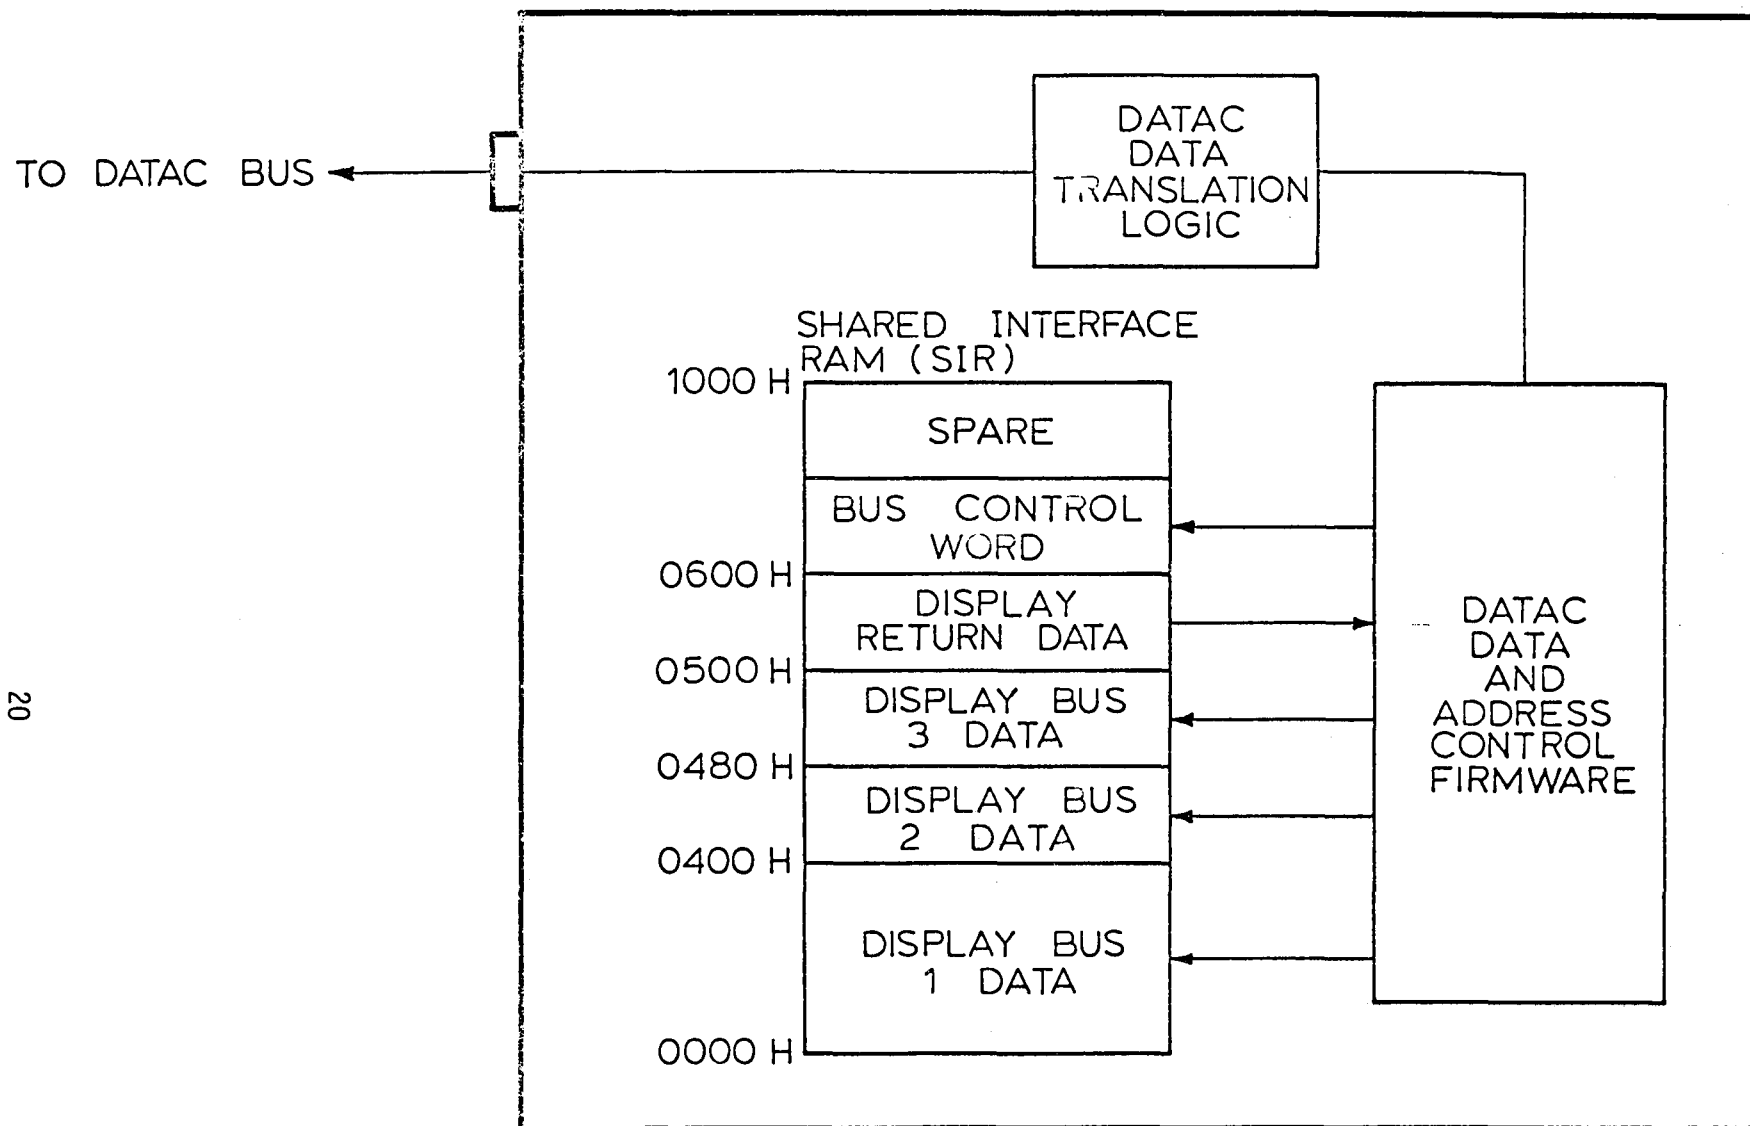 DATAC
DATA
TRANSLATION
LOGIC
TO DATAC BUS
SHARED INTERFACE
RAM (SIR)
1000 H
SPARE
BUS CONTROL
WORD
0600 H
DISPLAY
RETURN DATA
0500 H
DISPLAY BUS
3 DATA
0480 H
DISPLAY BUS
2 DATA
0400 H
DISPLAY BUS
1 DATA
0000 H
DATAC
DATA
AND
ADDRESS
CONTROL
FIRMWARE
20